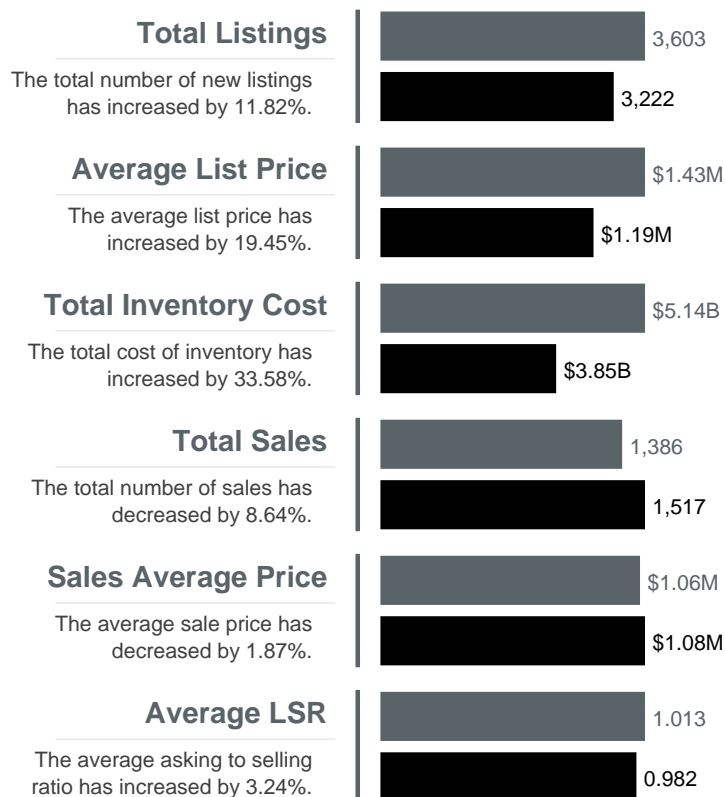 Total Listings
The total number of new listings
has increased by 11.82%.
3,603
3,222
Average List Price
The average list price has
increased by 19.45%.
$1.43M
$1.19M
Total Inventory Cost
The total cost of inventory has
increased by 33.58%.
$5.14B
$3.85B
Total Sales
The total number of sales has
decreased by 8.64%.
1,386
1,517
Sales Average Price
The average sale price has
decreased by 1.87%.
$1.06M
$1.08M
Average LSR
The average asking to selling
ratio has increased by 3.24%.
1.013
0.982